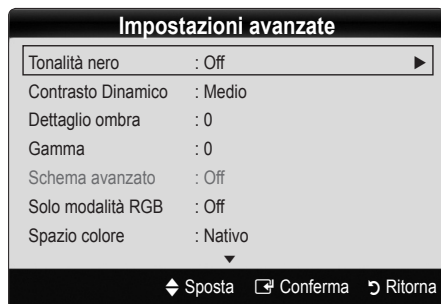 Impostazioni avanzate
Tonalità nero : Off
Contrasto Dinamico : Medio
Dettaglio ombra : 0
Gamma : 0
Schema avanzato : Off
Solo modalità RGB : Off
Spazio colore : Nativo
Sposta Conferma Ritorna